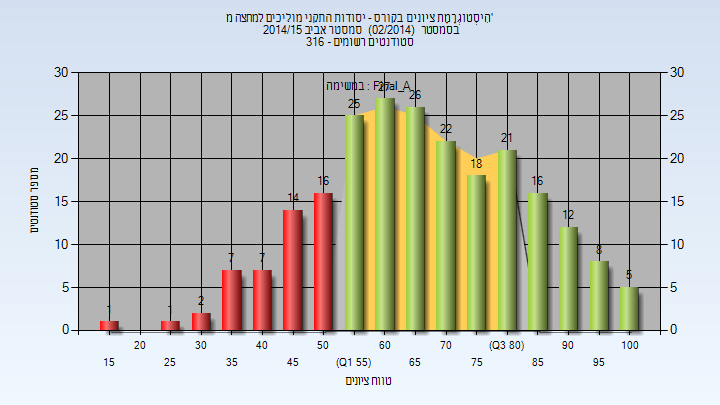 היסטוגרמת ציונים בקורס - יסודות התקני מוליכים למחצה מ'
בסמסטר (02/2014) סמסטר אביב 2014/15
סטודנטים רשומים - 316
במשימה : Final_A
מספר סטודנטים
30 30
25 25
20 20
15 15
10 10
5 5
0 0
1 1 2 7 7 14 16 25 27 26 22 18 21 16 12 8 5
20 30 40 50 60 70 (Q3 80) 90 100
15 25 35 45 (Q1 55) 65 75 85 95
טווח ציונים